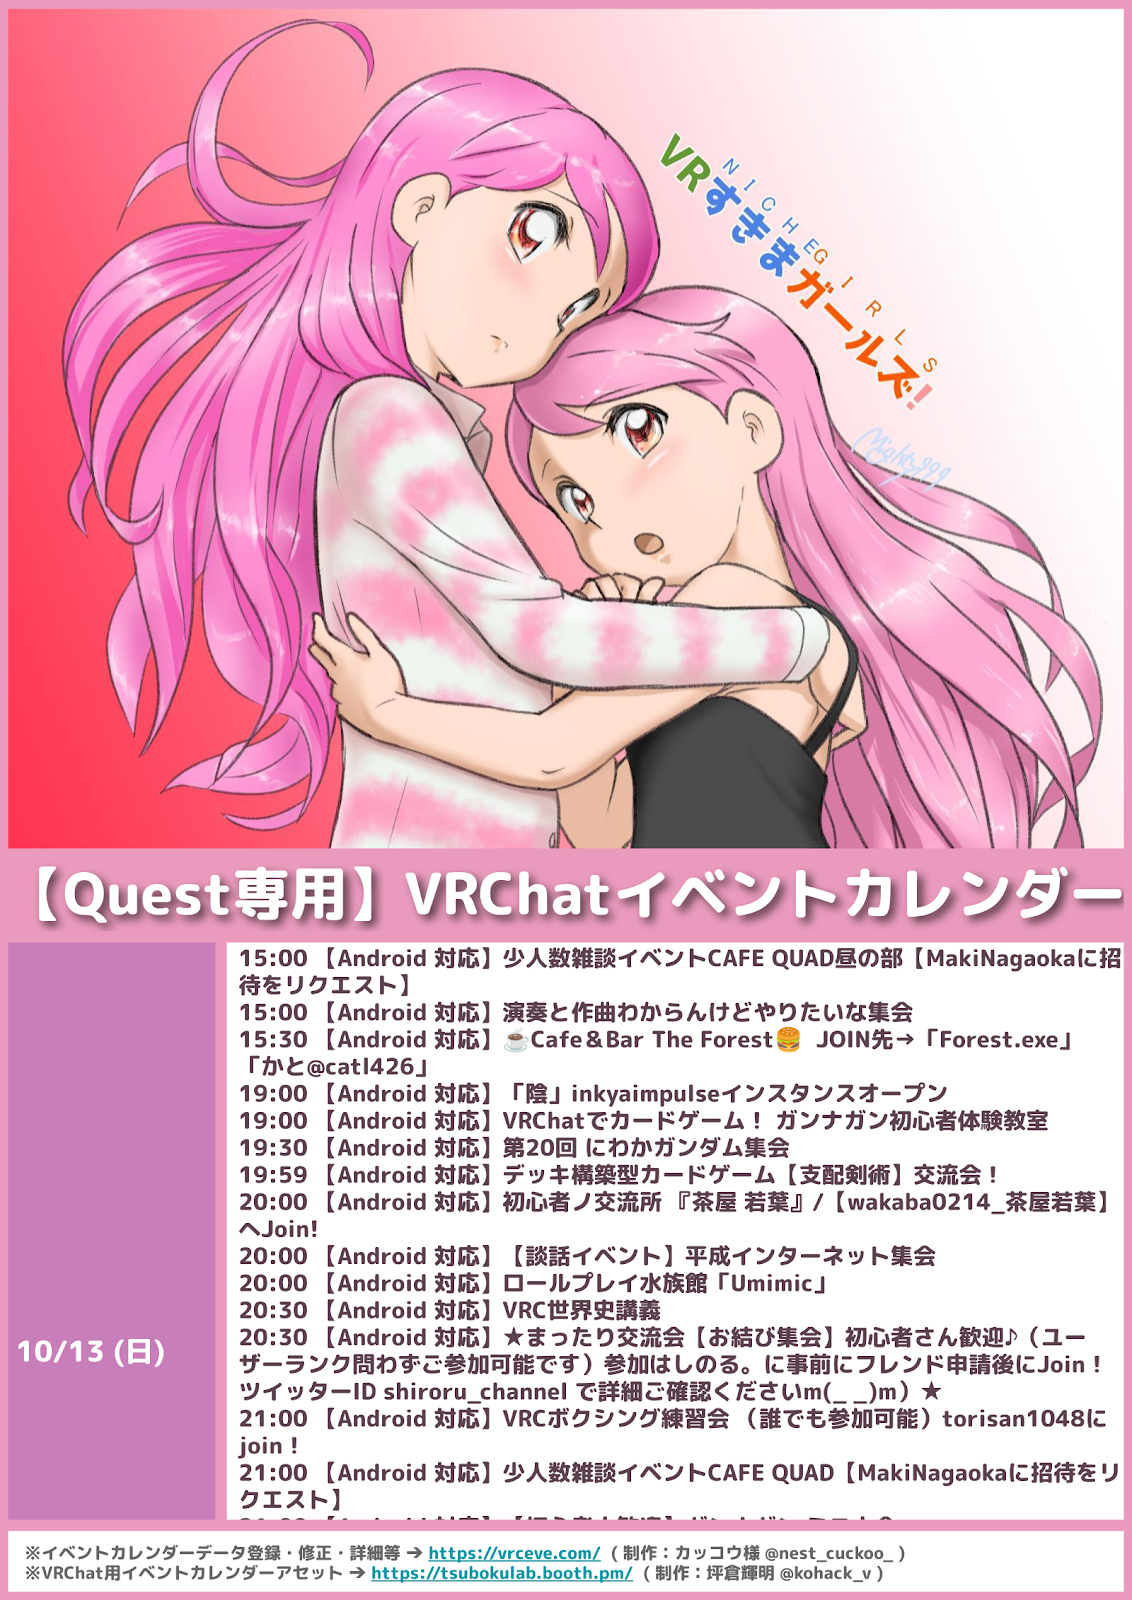 VRすきまガールズ!
NICHE GIRLS
Mighty999
【Quest専用】VRChatイベントカレンダー
10/13 (日)
15:00 【Android 対応】少人数雑談イベントCAFE QUAD昼の部【MakiNagaokaに招
待をリクエスト】
15:00 【Android 対応】演奏と作曲わからんけどやりたいな集会
15:30 【Android 対応】☕Cafe＆Bar The Forest🍔 JOIN先→「Forest.exe」
「かと@catl426」
19:00 【Android 対応】「陰」inkyaimpulseインスタンスオープン
19:00 【Android 対応】VRChatでカードゲーム！ ガンナガン初心者体験教室
19:30 【Android 対応】第20回 にわかガンダム集会
19:59 【Android 対応】デッキ構築型カードゲーム【支配剣術】交流会！
20:00 【Android 対応】初心者ノ交流所 『茶屋 若葉』/【wakaba0214_茶屋若葉】
へJoin!
20:00 【Android 対応】【談話イベント】平成インターネット集会
20:00 【Android 対応】ロールプレイ水族館「Umimic」
20:30 【Android 対応】VRC世界史講義
20:30 【Android 対応】★まったり交流会【お結び集会】初心者さん歓迎♪（ユー
ザーランク問わずご参加可能です）参加はしのる。に事前にフレンド申請後にJoin！
ツイッターID shiroru_channel で詳細ご確認くださいm(_ _)m）★
21:00 【Android 対応】VRCボクシング練習会 （誰でも参加可能）torisan1048に
join！
21:00 【Android 対応】少人数雑談イベントCAFE QUAD【MakiNagaokaに招待をリ
クエスト】
※イベントカレンダーデータ登録・修正・詳細等 → https://vrceve.com/ ( 制作：カッコウ様 @nest_cuckoo_ )
※VRChat用イベントカレンダーアセット → https://tsubokulab.booth.pm/ ( 制作：坪倉輝明 @kohack_v )